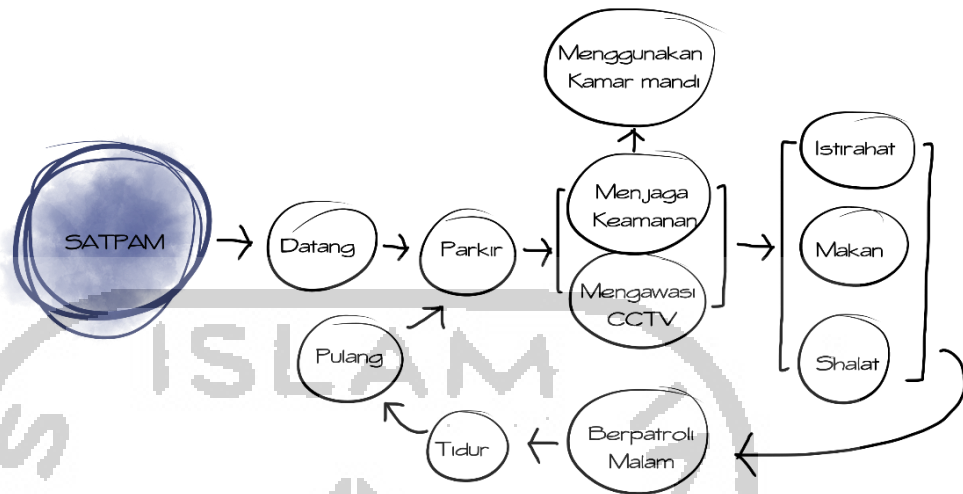 Menggunakan
Kamar mandi
SATPAM
Datang
Parkir
Menjaga
Keamanan
Mengawasi
CCTV
Istirahat
Makan
Shalat
Berpatroli
Malam
Tidur
Pulang
ISLAM